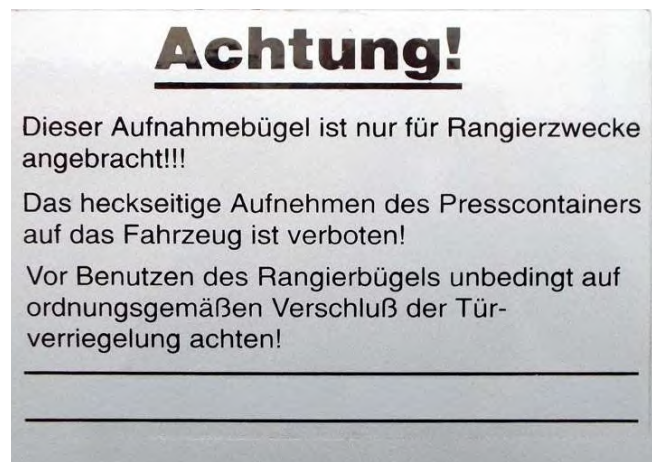 Achtung!
Dieser Aufnahmebügel ist nur für Rangierzwecke
angebracht!!!
Das heckseitige Aufnehmen des Presscontainers
auf das Fahrzeug ist verboten!
Vor Benutzen des Rangierbügels unbedingt auf
ordnungsgemäßen Verschluß der Tür-
verriegelung achten!